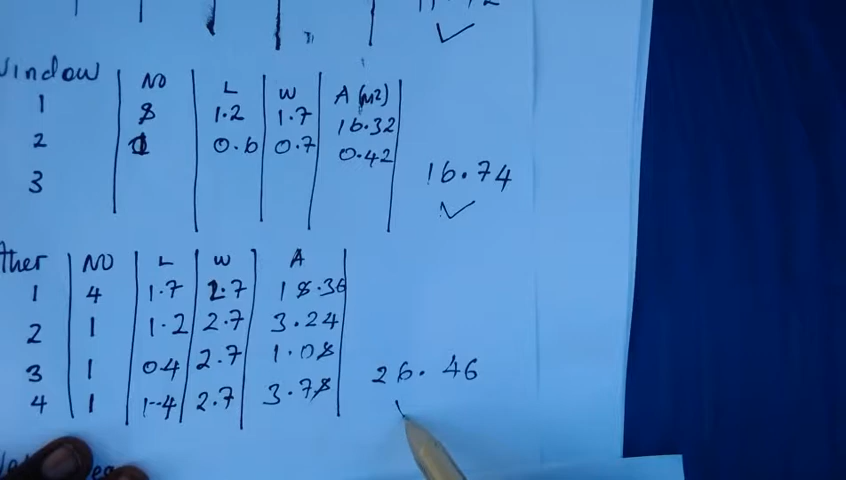 Window NO L W A (M2)
1 8 1.2 1.7 16.32
2 1 0.6 0.7 0.42
3 16.74
ther NO L W A
1 4 1.7 2.7 18.36
2 1 1.2 2.7 3.24
3 1 0.4 2.7 1.08 26.46
4 1 1.4 2.7 3.78